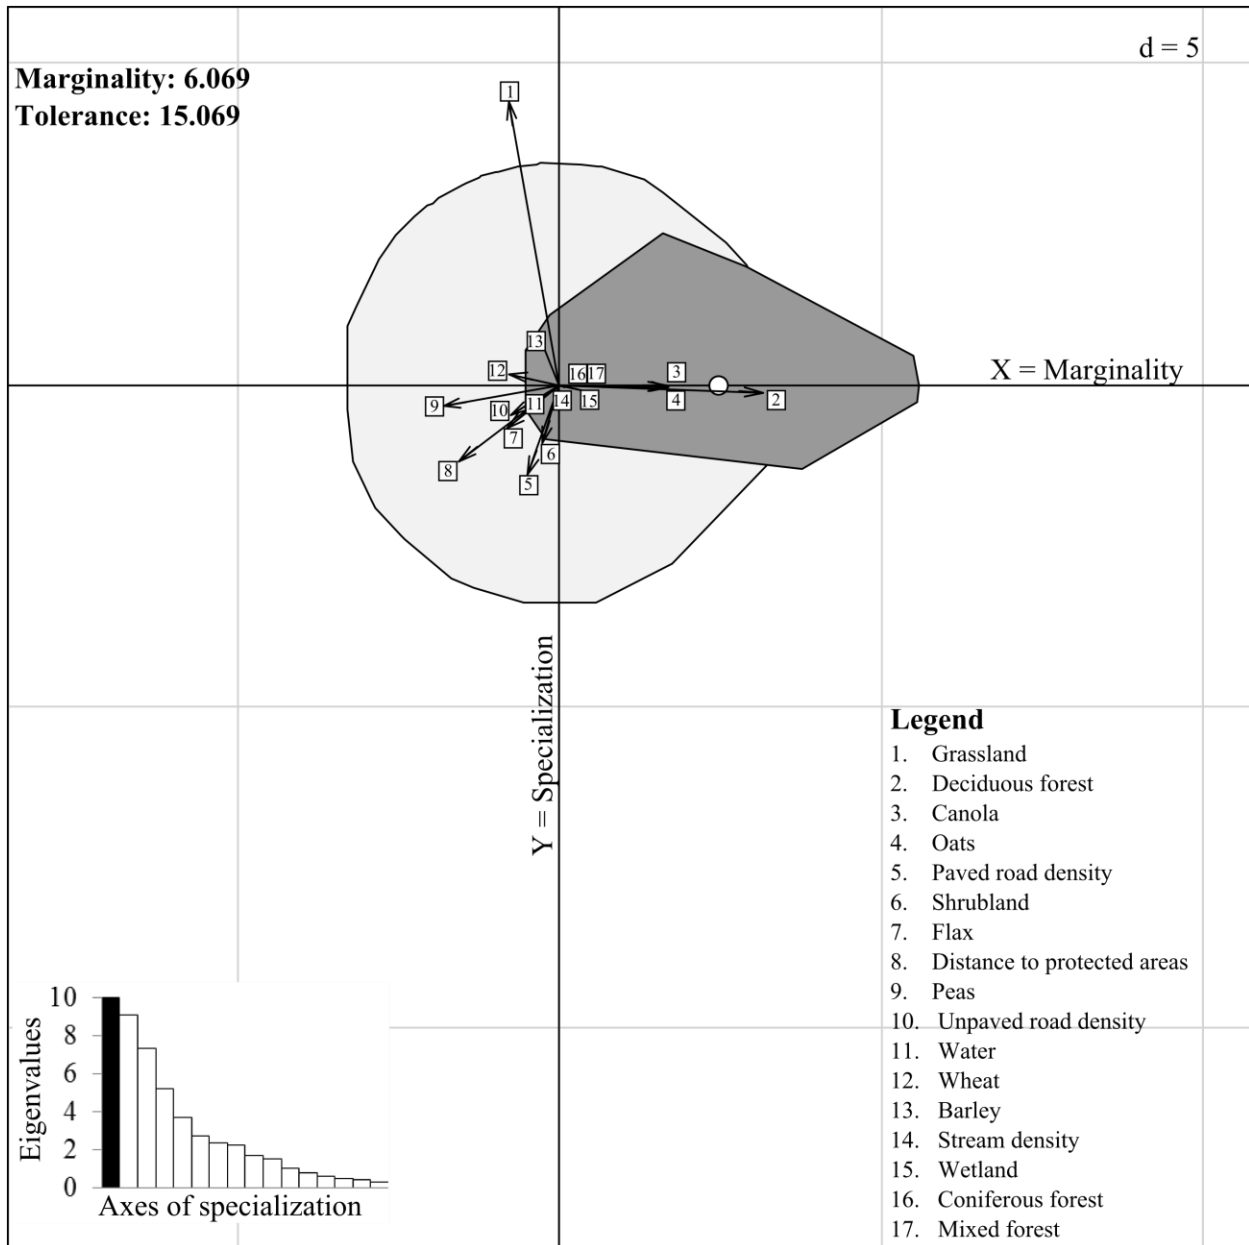 d = 5
Marginality: 6.069
Tolerance: 15.069
1
13
12
16
17
3
X = Marginality
9
10
11
14
15
4
2
7
6
8
5
Y = Specialization
Legend
1. Grassland
2. Deciduous forest
3. Canola
4. Oats
5. Paved road density
6. Shrubland
7. Flax
8. Distance to protected areas
9. Peas
10. Unpaved road density
11. Water
12. Wheat
13. Barley
14. Stream density
15. Wetland
16. Coniferous forest
17. Mixed forest
Eigenvalues
10
8
6
4
2
0
Axes of specialization